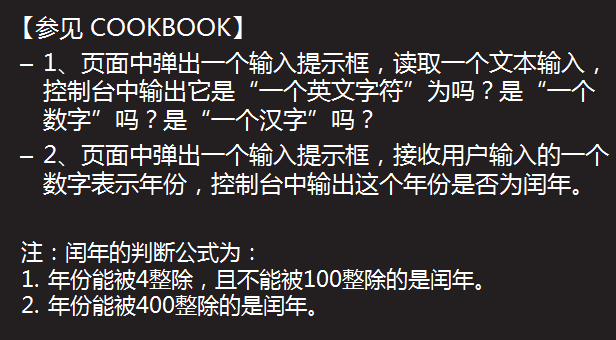 【参见 COOKBOOK】
– 1、页面中弹出一个输入提示框，读取一个文本输入，
控制台中输出它是“一个英文字符”为吗？是“一个
数字”吗？是“一个汉字”吗？
– 2、页面中弹出一个输入提示框，接收用户输入的一个
数字表示年份，控制台中输出这个年份是否为闰年。
注：闰年的判断公式为：
1. 年份能被4整除，且不能被100整除的是闰年。
2. 年份能被400整除的是闰年。